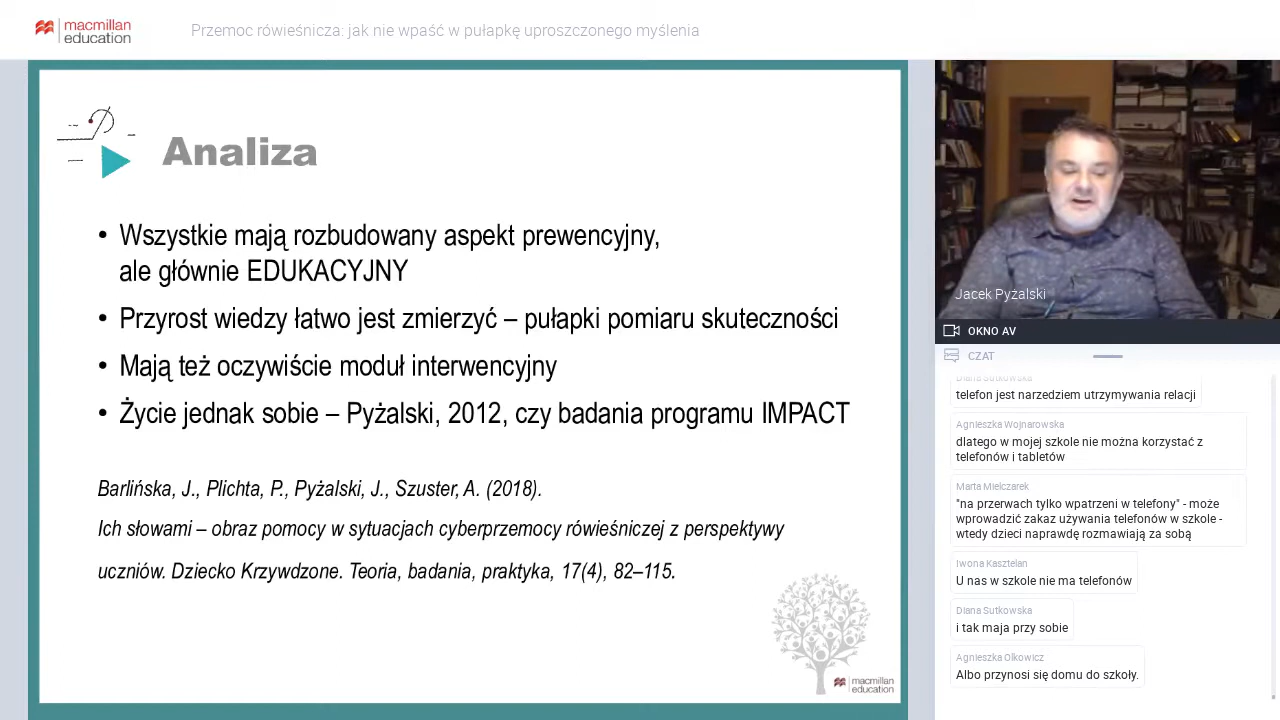 macmillan
education
Przemoc rówieśnicza: jak nie wpaść w pułapkę uproszczonego myślenia
Analiza
• Wszystkie mają rozbudowany aspekt prewencyjny,
ale głównie EDUKACYJNY
• Przyrost wiedzy łatwo jest zmierzyć – pułapki pomiaru skuteczności
• Mają też oczywiście moduł interwencyjny
• Życie jednak sobie – Pyżalski, 2012, czy badania programu IMPACT
Barlińska, J., Plichta, P., Pyżalski, J., Szuster, A. (2018).
Ich słowami – obraz pomocy w sytuacjach cyberprzemocy rówieśniczej z perspektywy
uczniów. Dziecko Krzywdzone. Teoria, badania, praktyka, 17(4), 82–115.
macmillan
education
Jacek Pyżalski
OKNO AV
CZAT
Diana Sutkowska
telefon jest narzedziem utrzymywania relacji
Agnieszka Wojnarowska
dlatego w mojej szkole nie można korzystać z
telefonów i tabletów
Marta Mielczarek
"na przerwach tylko wpatrzeni w telefony" - może
wprowadzić zakaz używania telefonów w szkole -
wtedy dzieci naprawdę rozmawiają za sobą
Iwona Kasztelan
U nas w szkole nie ma telefonów
Diana Sutkowska
i tak maja przy sobie
Agnieszka Olkowicz
Albo przynosi się domu do szkoły.